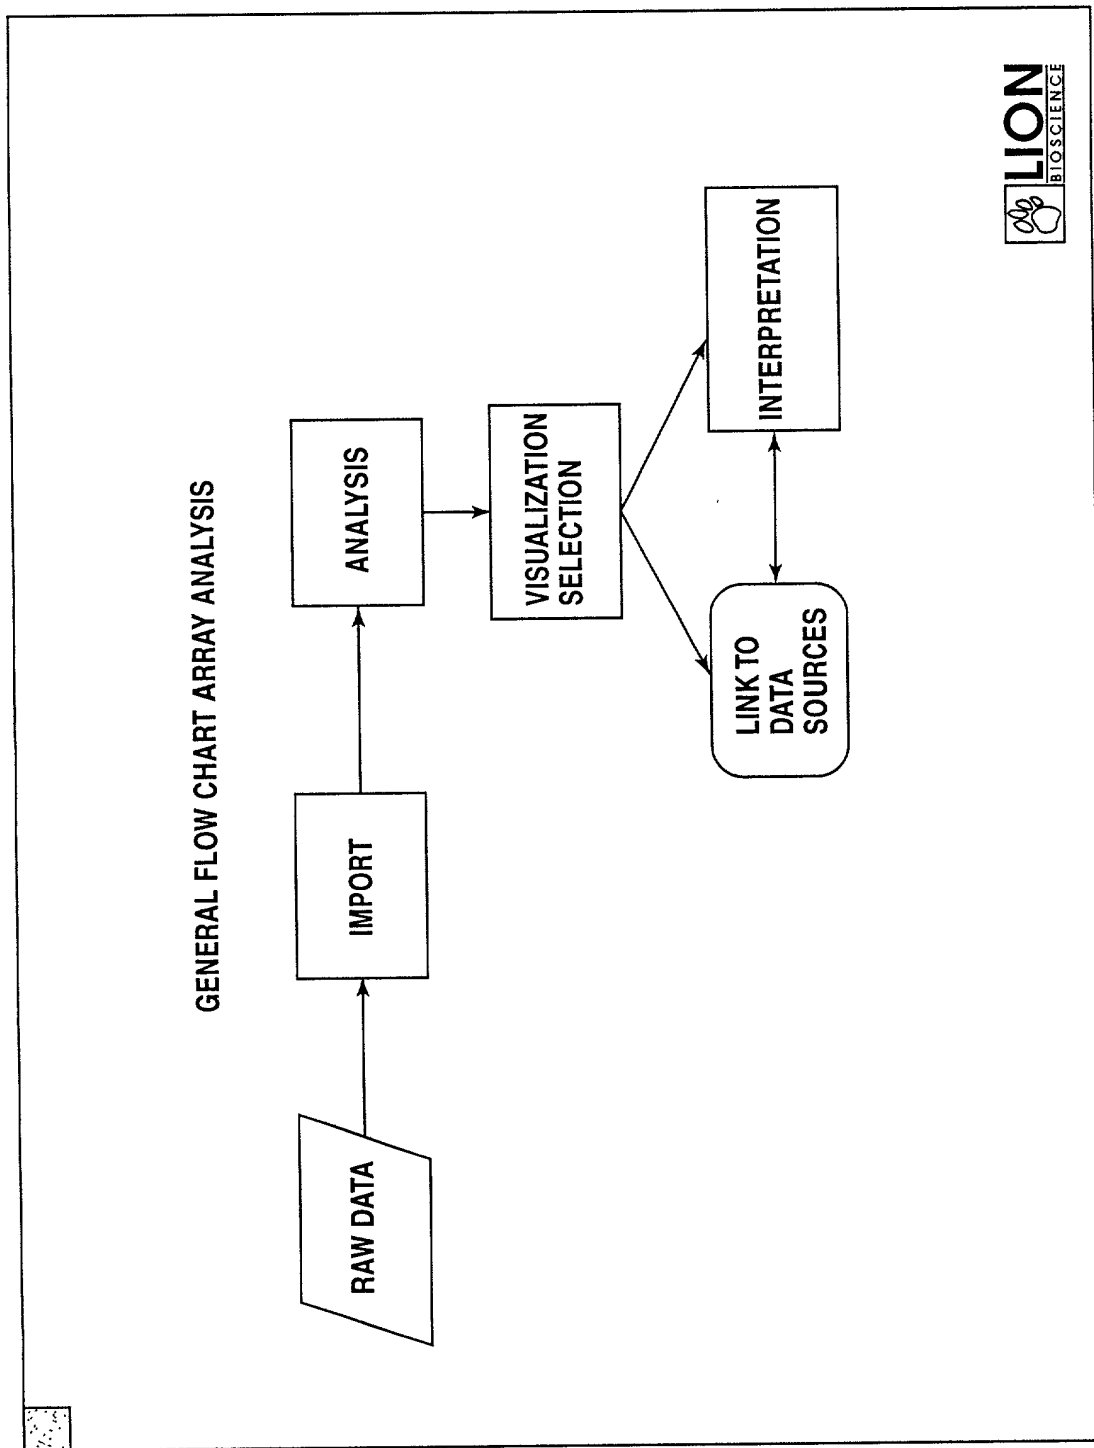 GENERAL FLOW CHART ARRAY ANALYSIS
RAW DATA
IMPORT
ANALYSIS
VISUALIZATION
SELECTION
LINK TO
DATA
SOURCES
INTERPRETATION
LION
BIOSCIENCE